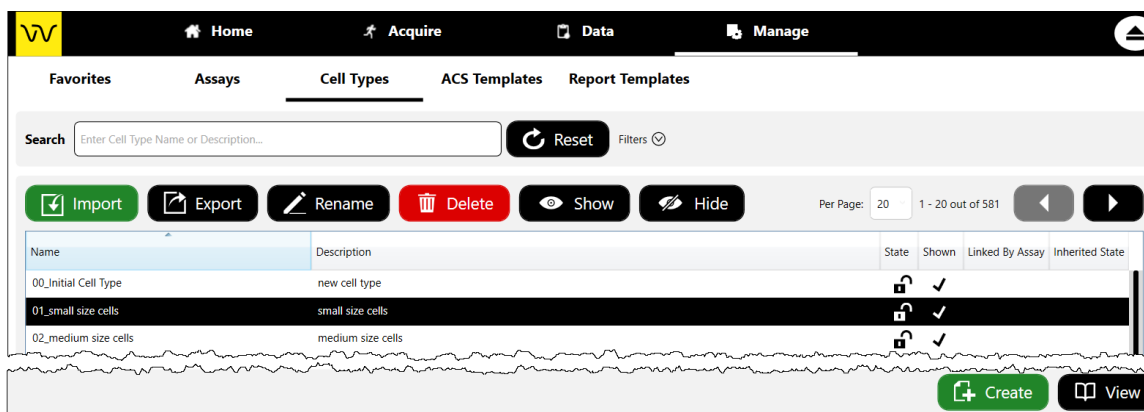 Home Acquire Data Manage
Favorites Assays Cell Types ACS Templates Report Templates
Search Enter Cell Type Name or Description... Reset Filters
Import Export Rename Delete Show Hide Per Page: 20 1 - 20 out of 581
Name Description State Shown Linked By Assay Inherited State
00_Initial Cell Type new cell type
01_small size cells small size cells
02_medium size cells medium size cells
Create View